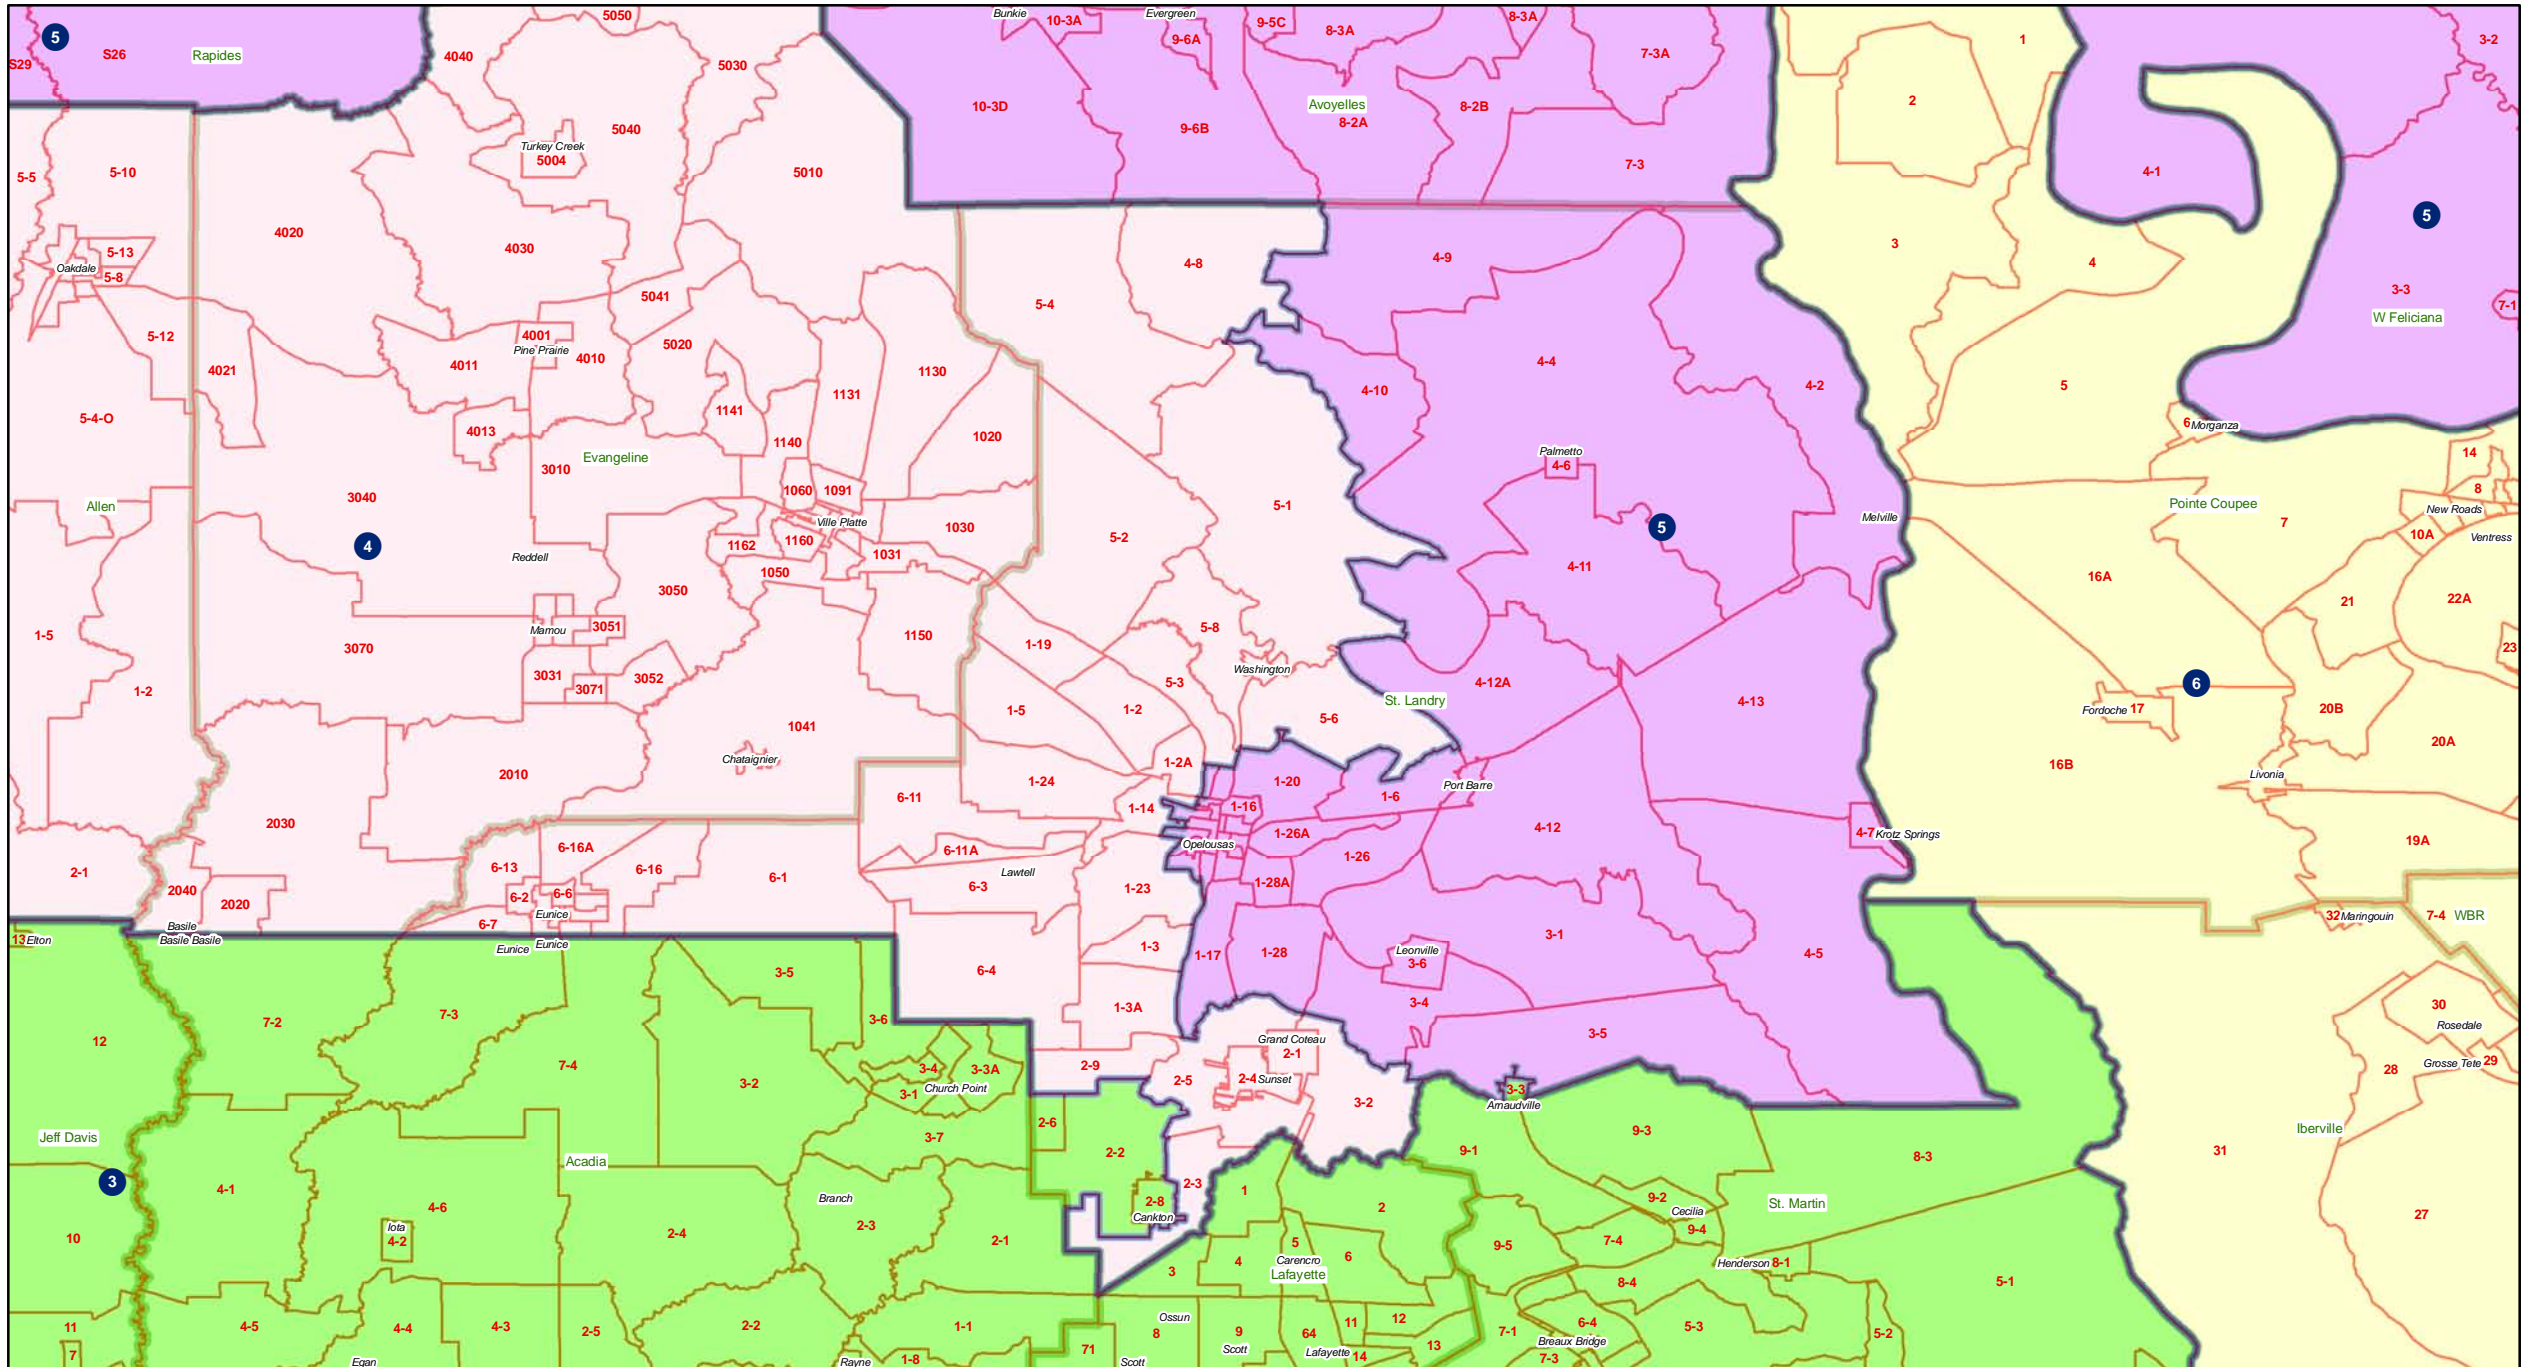 5050
Bunkie
10-3A
Evergreen
9-5C
8-3A
8-3A
1
3-2
5
S26
Rapides
S29
4040
5030
9-6A
7-3A
2
10-3D
Avoyelles
8-2A
8-2B
9-6B
5040
Turkey Creek
5004
5-5
5-10
5010
7-3
4-1
5
4020
4030
4-8
4-9
3
4
5-13
Oakdale
5-8
5041
5-4
3-3
7-1
W Feliciana
5-12
4001
Pine Prairie
4021
4011
4010
5020
1130
4-4
4-2
5
4-10
1131
5-4-O
4013
1141
1140
1020
6
Morganza
Evangeline
3010
Palmetto
4-6
14
8
3040
1060
1091
5-1
Pointe Coupee
7
New Roads
Allen
Ville Platte
1030
Melville
10A
Ventress
4
Reddell
1162
1160
1031
5-2
5
1050
4-11
16A
3050
21
22A
1-5
Mamou
3051
1150
5-8
1-19
23
3070
Washington
3031
3071
3052
5-3
4-12A
St. Landry
4-13
6
1-2
1-5
1-2
5-6
Fordoche
17
20B
1041
Chataignier
20A
2010
1-2A
16B
Livonia
1-24
1-20
Port Barre
6-11
1-6
1-14
1-16
2030
4-12
4-7
Krotz Springs
1-26A
Opelousas
19A
6-16A
6-11A
1-26
6-13
6-16
Lawtell
6-1
6-3
1-23
1-28A
2-1
2040
2020
6-2
6-6
Eunice
6-7
Basile
32
Maringouin
7-4
WBR
13
Elton
Basile Basile
Eunice
Eunice
3-1
1-3
1-17
1-28
Leonville
3-6
4-5
3-5
6-4
3-4
1-3A
30
7-2
7-3
3-6
Rosedale
12
3-5
Grand Coteau
2-1
7-4
3-4
3-3A
2-9
28
Grosse Tete
29
3-2
3-1
Church Point
2-5
2-4
Sunset
3-3
3-2
Arnaudville
Jeff Davis
2-6
3-7
9-3
Iberville
9-1
2-2
31
8-3
Acadia
3
4-1
2-3
1
9-2
Branch
2-8
4-6
Cankton
2
Cecilia
St. Martin
27
Iota
4-2
2-4
2-3
10
2-1
5
9-4
9-5
7-4
Carencro
6
4
3
Lafayette
Henderson
8-1
8-4
5-1
Ossun
11
4-5
4-4
4-3
2-5
2-2
1-1
8
9
64
11
12
7-1
6-4
5-3
5-2
7
71
Scott
Breaux Bridge
13
Lafayette
14
7-3
Egan
Rayne
1-8
Scott